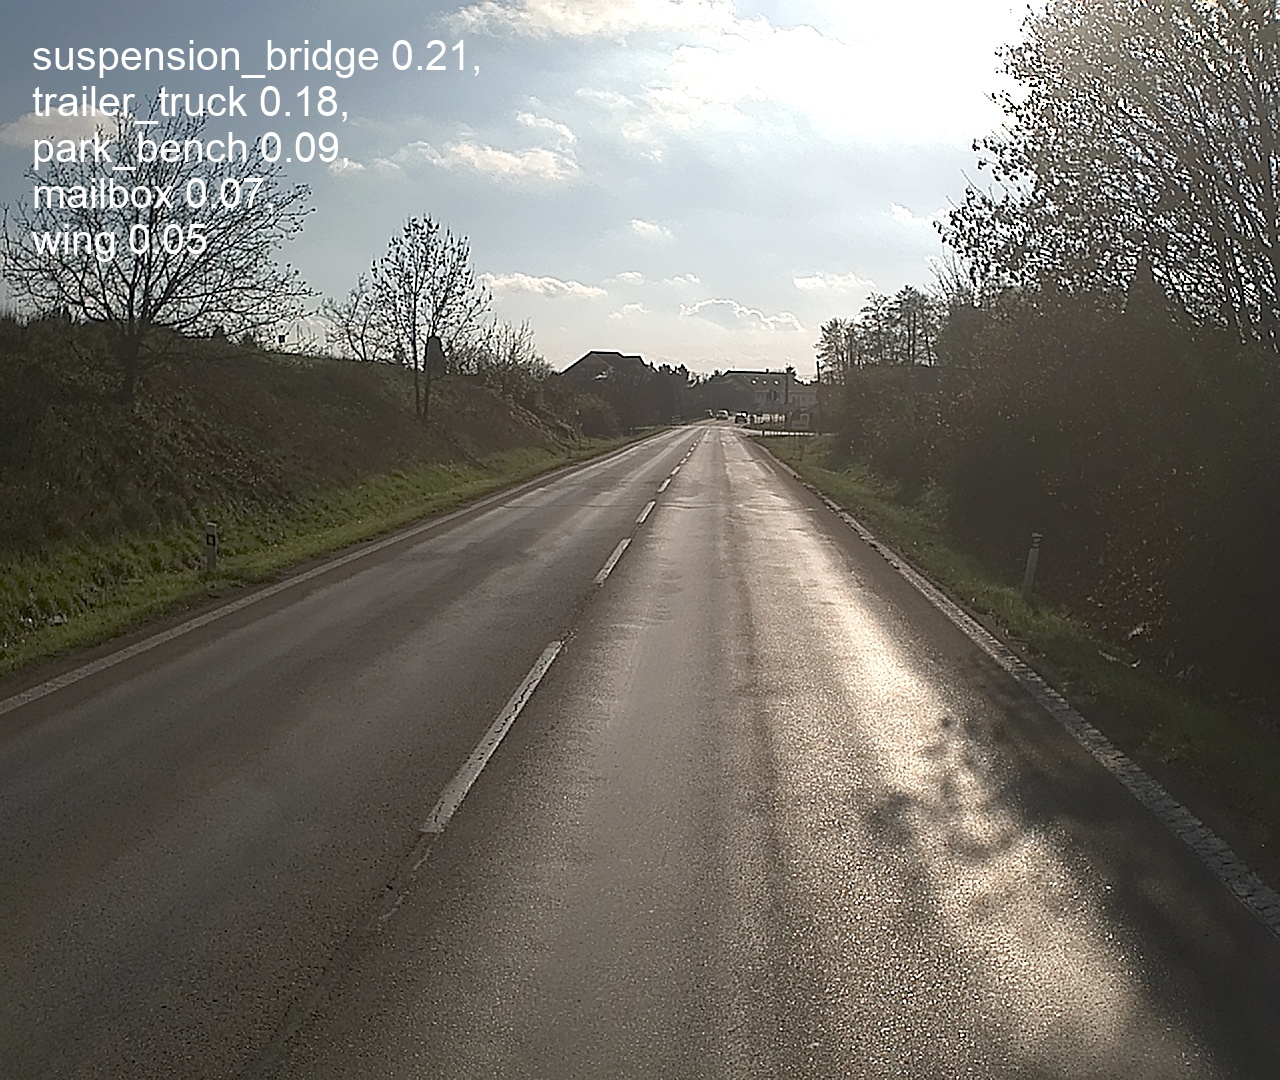 suspension_bridge 0.21,
trailer_truck 0.18,
park_bench 0.09,
mailbox 0.07,
wing 0.05